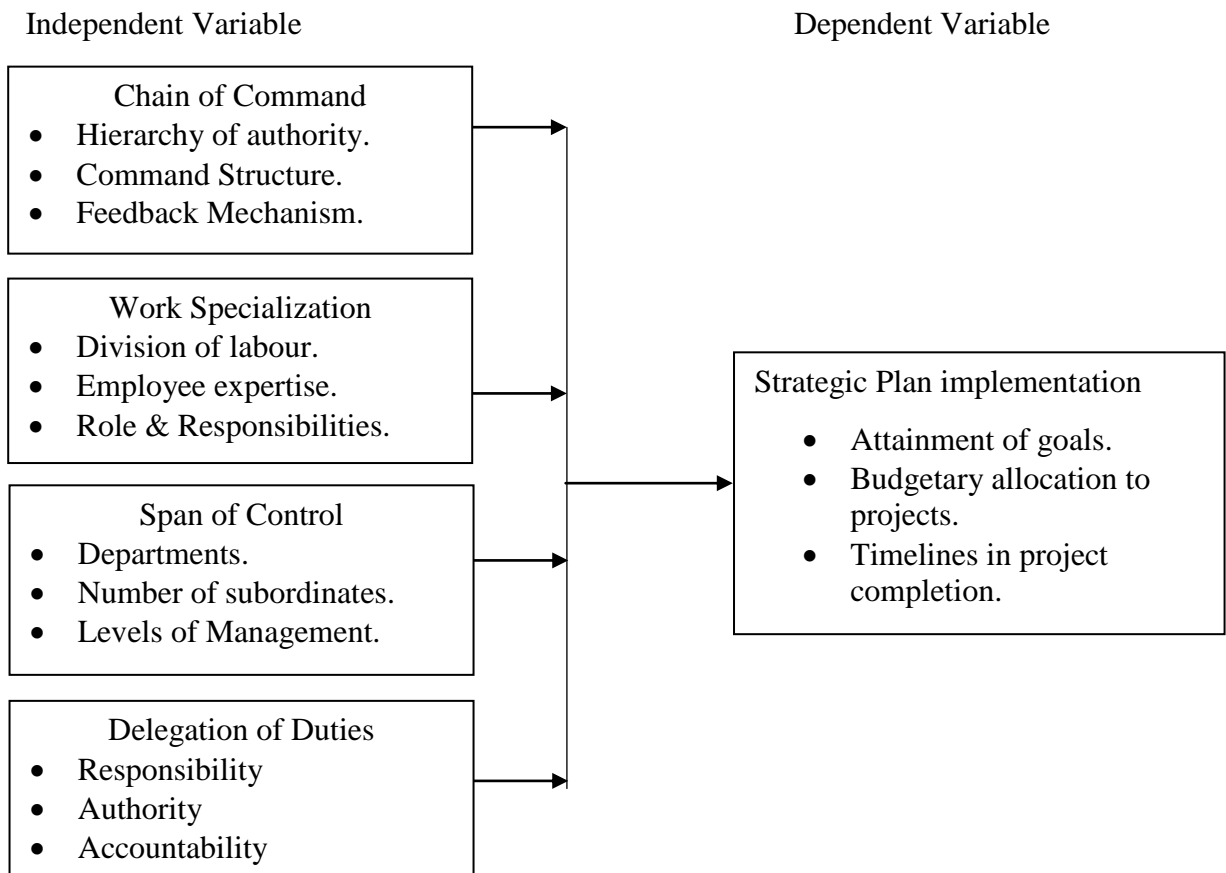 Independent Variable
Dependent Variable
Chain of Command
• Hierarchy of authority.
• Command Structure.
• Feedback Mechanism.
Work Specialization
• Division of labour.
• Employee expertise.
• Role & Responsibilities.
Span of Control
• Departments.
• Number of subordinates.
• Levels of Management.
Delegation of Duties
• Responsibility
• Authority
• Accountability
Strategic Plan implementation
• Attainment of goals.
• Budgetary allocation to
projects.
• Timelines in project
completion.